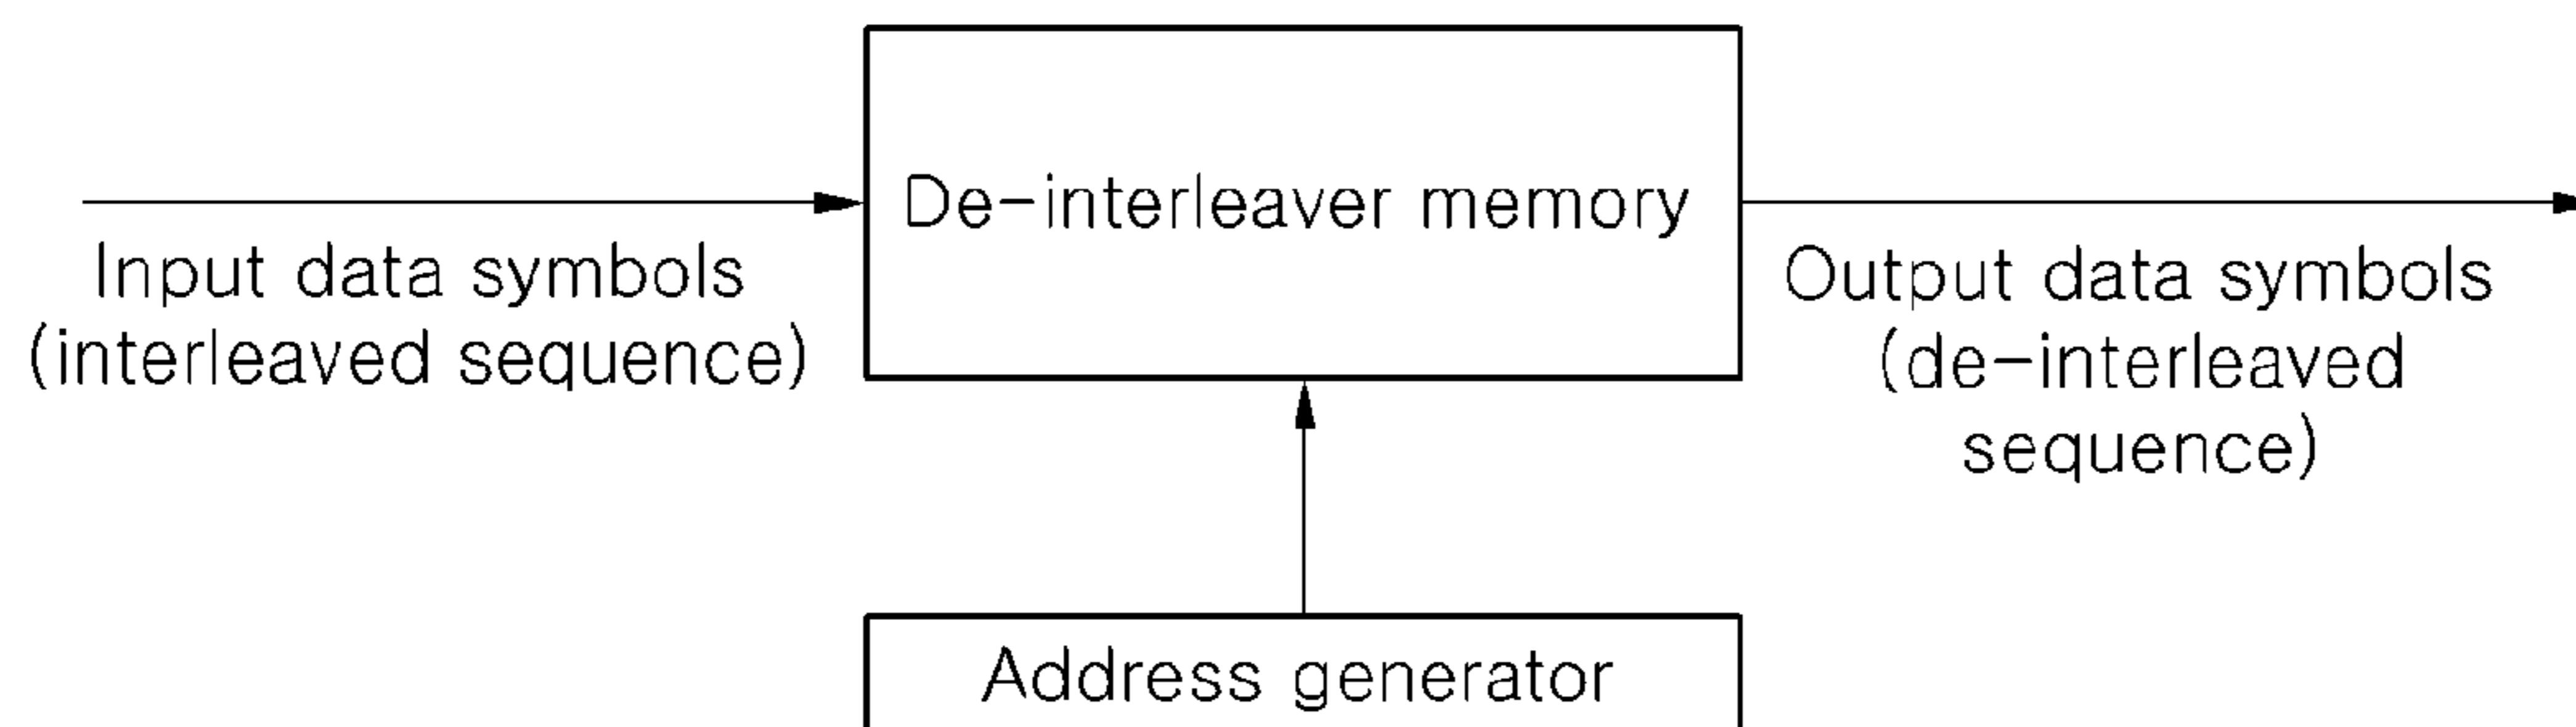 De-interleaver memory
Input data symbols
(interleaved sequence)
Output data symbols
(de-interleaved
sequence)
Address generator